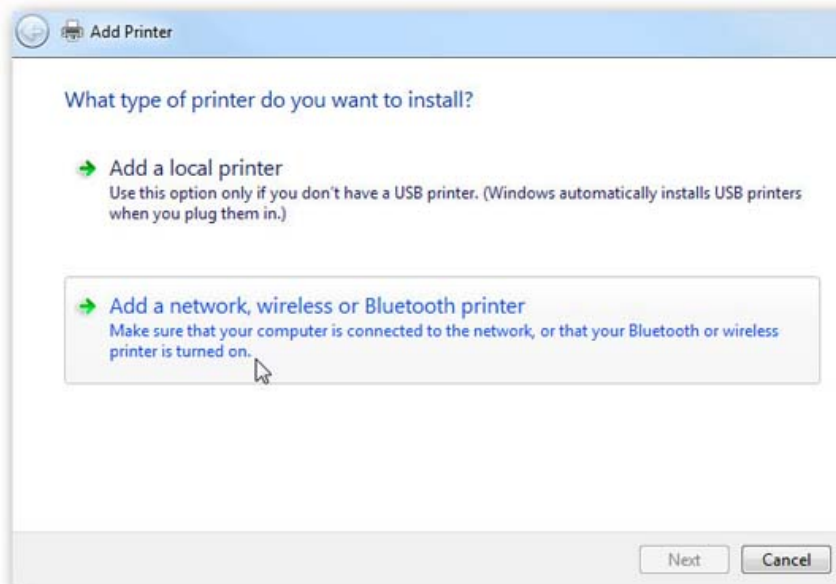 Add Printer
What type of printer do you want to install?
Add a local printer
Use this option only if you don't have a USB printer. (Windows automatically installs USB printers
when you plug them in.)
Add a network, wireless or Bluetooth printer
Make sure that your computer is connected to the network, or that your Bluetooth or wireless
printer is turned on.
Next Cancel